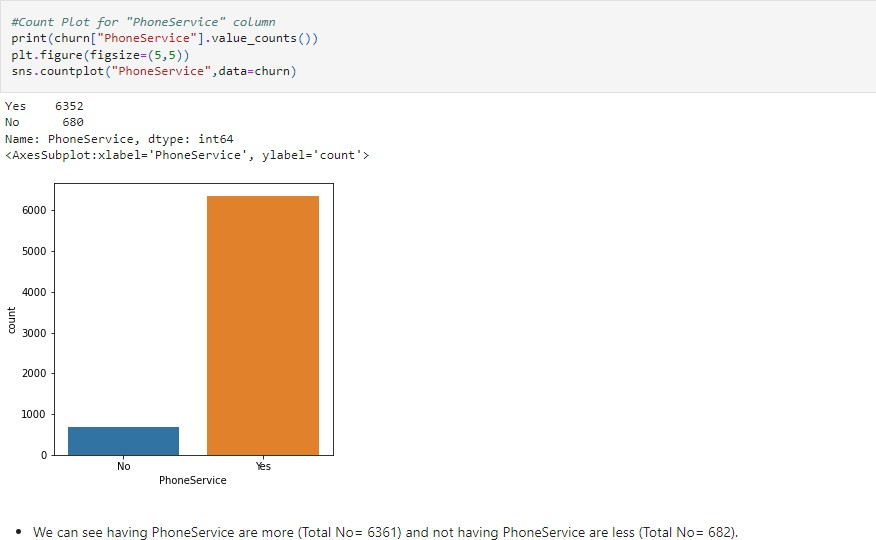 #Count Plot for "PhoneService" column
print(churn["PhoneService"].value_counts())
plt.figure(figsize=(5,5))
sns.countplot("PhoneService",data=churn)
Yes    6352
No      680
Name: PhoneService, dtype: int64
<AxesSubplot:xlabel='PhoneService', ylabel='count'>
6000
5000
4000
count
3000
2000
1000
0
No Yes
PhoneService
• We can see having PhoneService are more (Total No= 6361) and not having PhoneService are less (Total No= 682).